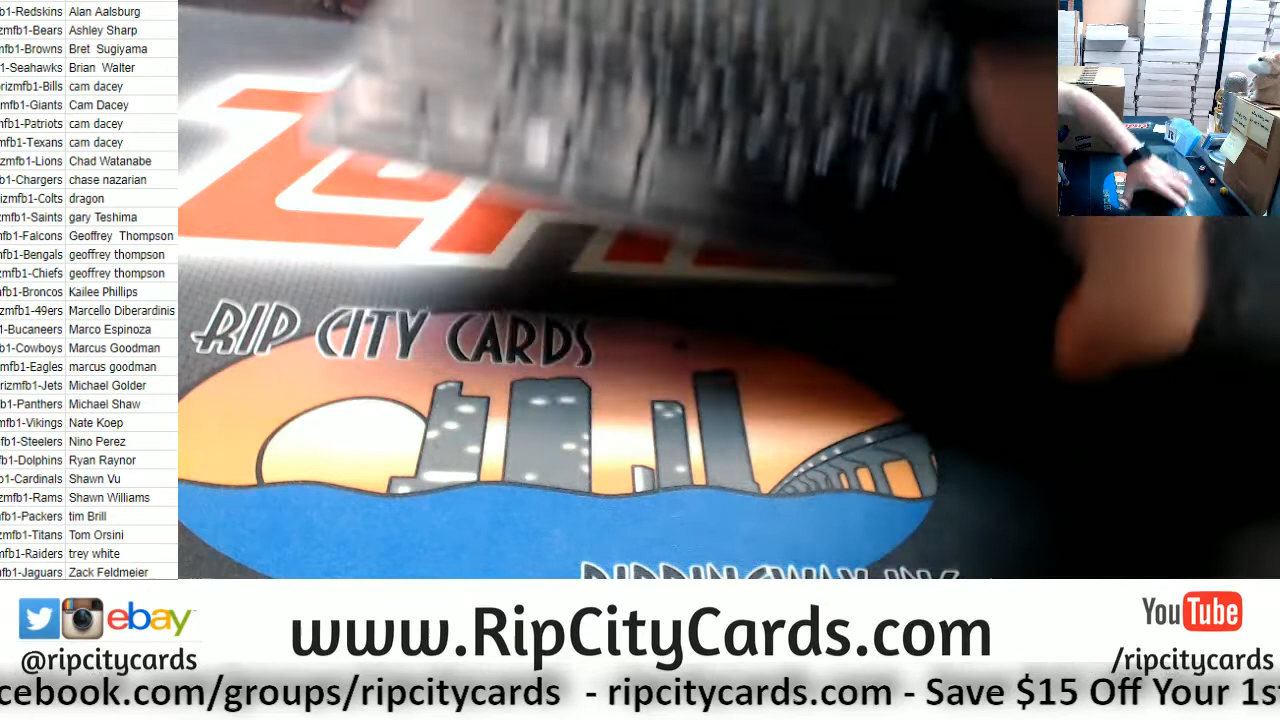 fb1-Redskins Alan Aalsburg
zmfb1-Bears Ashley Sharp
mfb1-Browns Bret Sugiyama
b1-Seahawks Brian Walter
rizmfb1-Bills cam dacey
mfb1-Giants Cam Dacey
mfb1-Patriots cam dacey
zmfb1-Texans cam dacey
zmfb1-Lions Chad Watanabe
fb1-Chargers chase nazarian
rizmfb1-Colts dragon
zmfb1-Saints gary Teshima
mfb1-Falcons Geoffrey Thompson
mfb1-Bengals geoffrey thompson
zmfb1-Chiefs geoffrey thompson
mfb1-Broncos Kailee Phillips
zmfb1-49ers Marcello Diberardinis
1-Bucaneers Marco Espinoza
b1-Cowboys Marcus Goodman
mfb1-Eagles marcus goodman
rizmfb1-Jets Michael Golder
b1-Panthers Michael Shaw
mfb1-Vikings Nate Koep
fb1-Steelers Nino Perez
fb1-Dolphins Ryan Raynor
b1-Cardinals Shawn Vu
zmfb1-Rams Shawn Williams
fb1-Packers tim Brill
zmfb1-Titans Tom Orsini
mfb1-Raiders trey white
mfb1-Jaguars Zack Feldmeier
RIP CITY CARDS
ebay
@ripcitycards
www.RipCityCards.com
YouTube
/ripcitycards
cebook.com/groups/ripcitycards - ripcitycards.com - Save $15 Off Your 1st